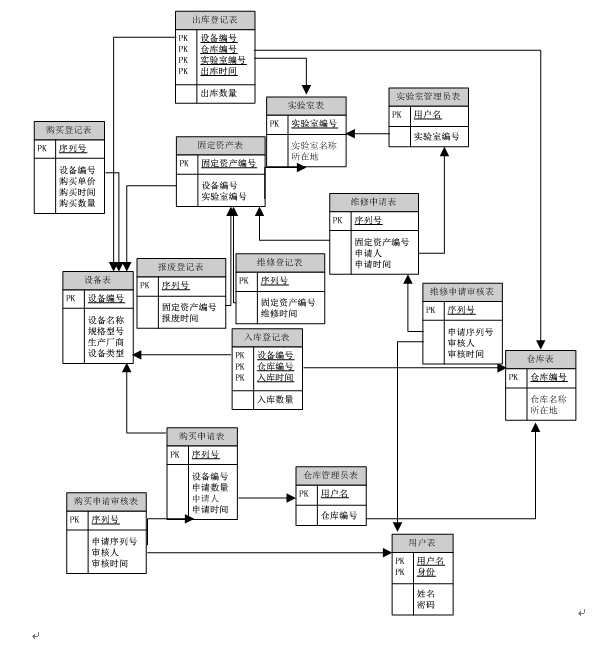 出库登记表
PK 设备编号
PK 仓库编号
PK 实验室编号
PK 出库时间
出库数量
实验室表
PK 实验室编号
实验室名称
所在地
实验室管理员表
PK 用户名
实验室编号
购买登记表
PK 序列号
设备编号
购买单价
购买时间
购买数量
固定资产表
PK 固定资产编号
设备编号
实验室编号
维修申请表
PK 序列号
固定资产编号
申请人
申请时间
设备表
PK 设备编号
设备名称
规格型号
生产厂商
设备类型
报废登记表
PK 序列号
固定资产编号
报废时间
维修登记表
PK 序列号
固定资产编号
维修时间
维修申请审核表
PK 序列号
申请序列号
审核人
审核时间
入库登记表
PK 设备编号
PK 仓库编号
PK 入库时间
入库数量
仓库表
PK 仓库编号
仓库名称
所在地
购买申请表
PK 序列号
设备编号
申请数量
申请人
申请时间
仓库管理员表
PK 用户名
仓库编号
购买申请审核表
PK 序列号
申请序列号
审核人
审核时间
用户表
PK 用户名
PK 身份
姓名
密码